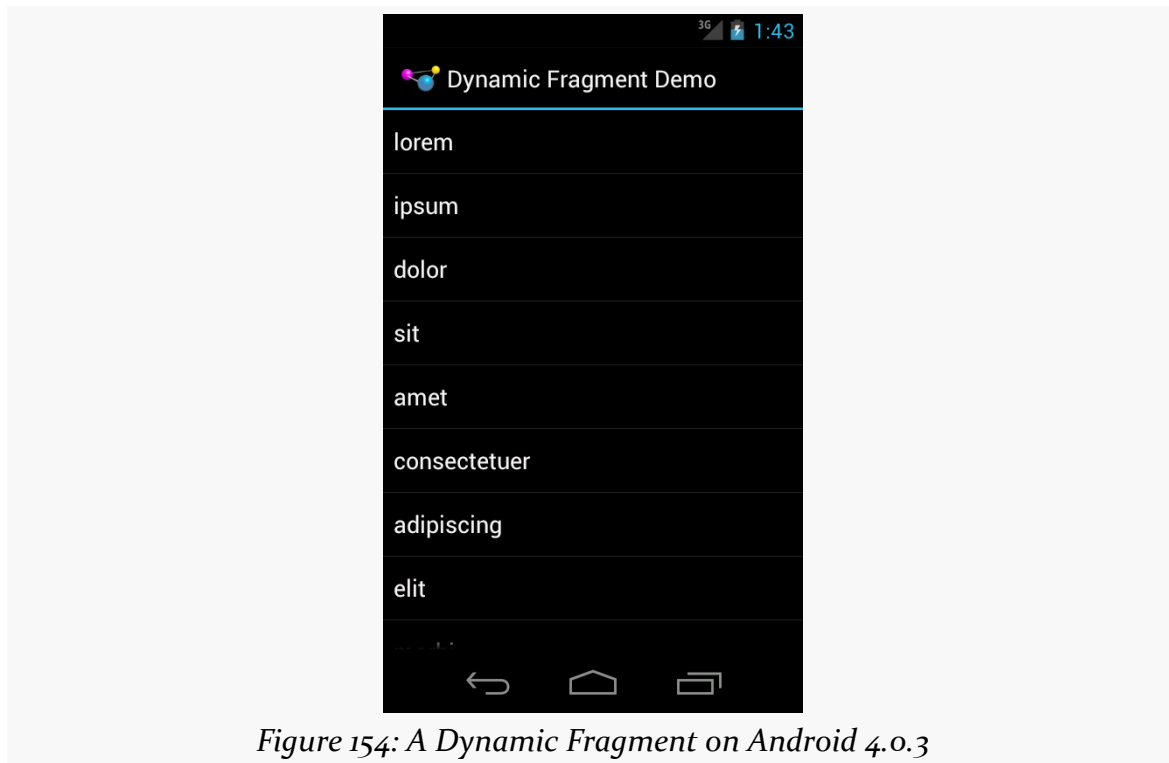 3G 1:43
Dynamic Fragment Demo
lorem
ipsum
dolor
sit
amet
consectetuer
adipiscing
elit
Figure 154: A Dynamic Fragment on Android 4.0.3